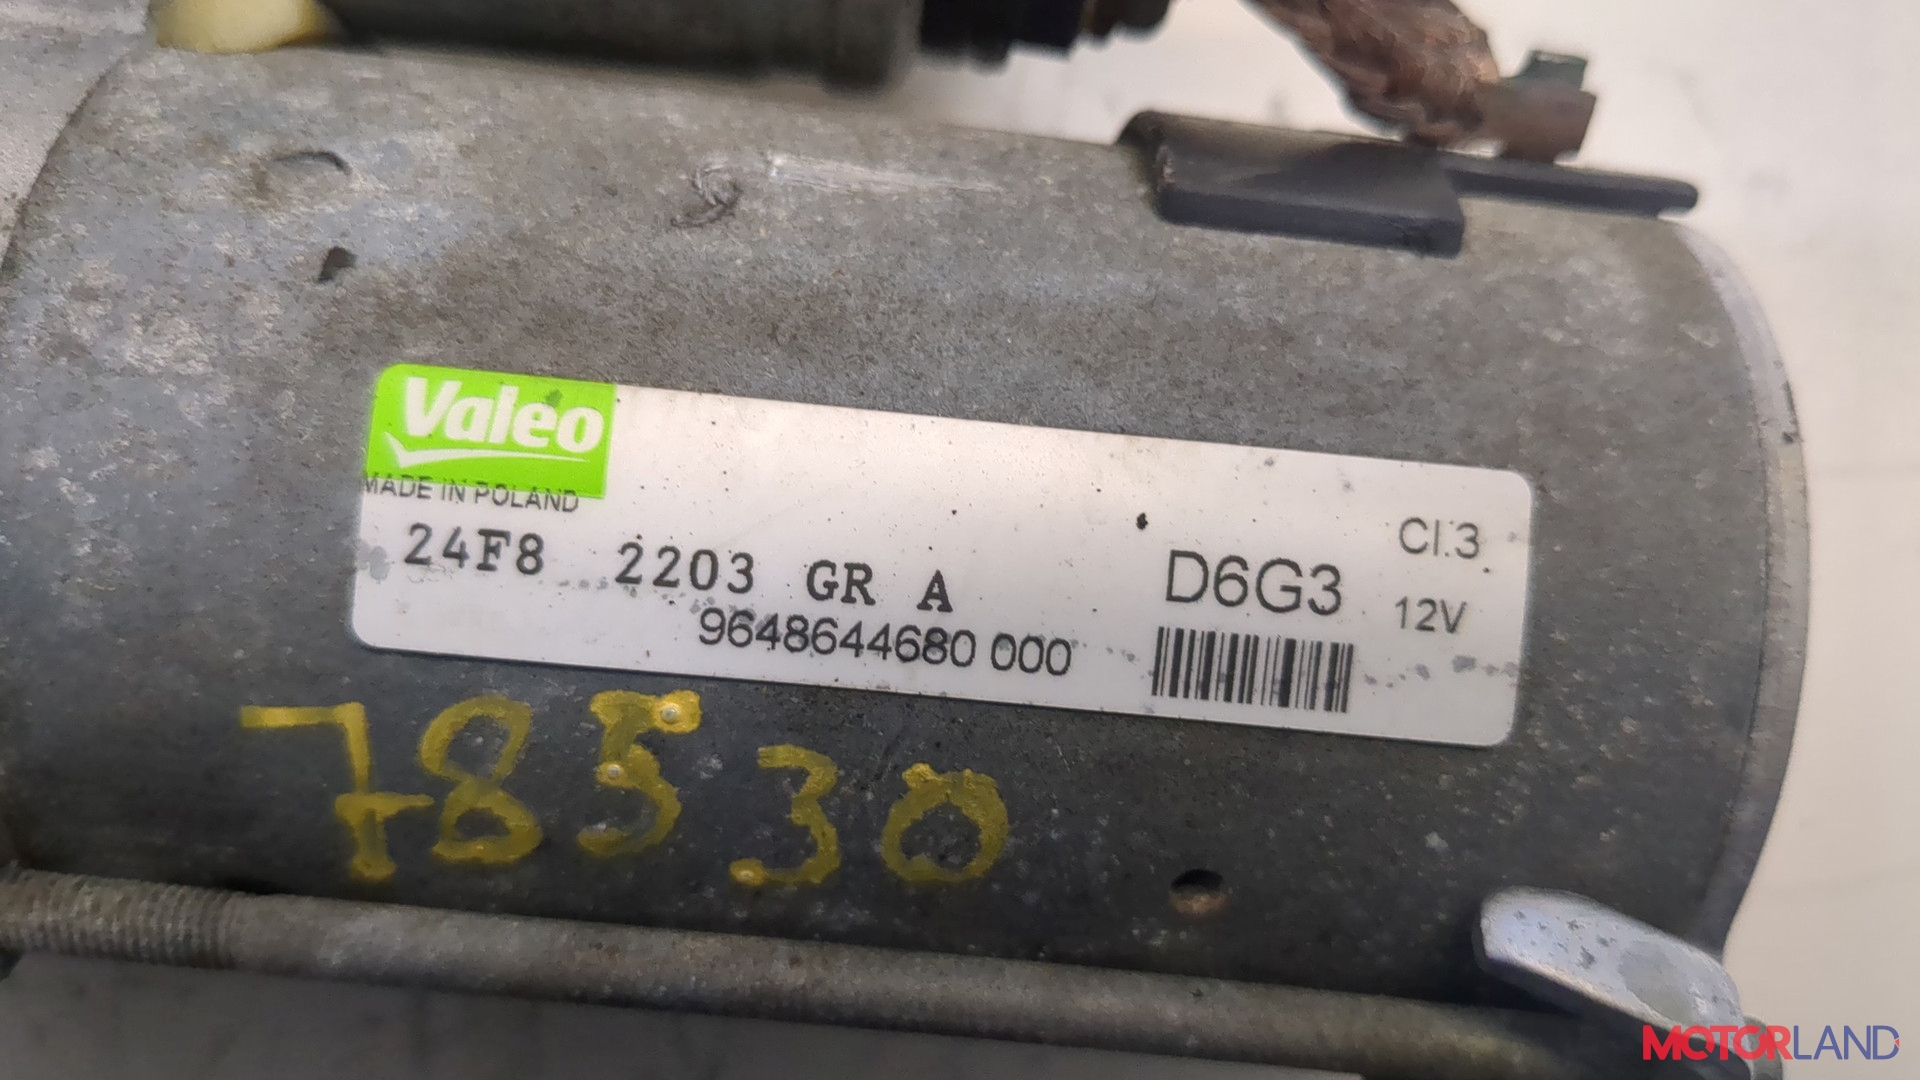 Valeo
MADE IN POLAND
24F8 2203 GR A
9648644680 000
D6G3
Cl.3
12V
78530
MOTORLAND